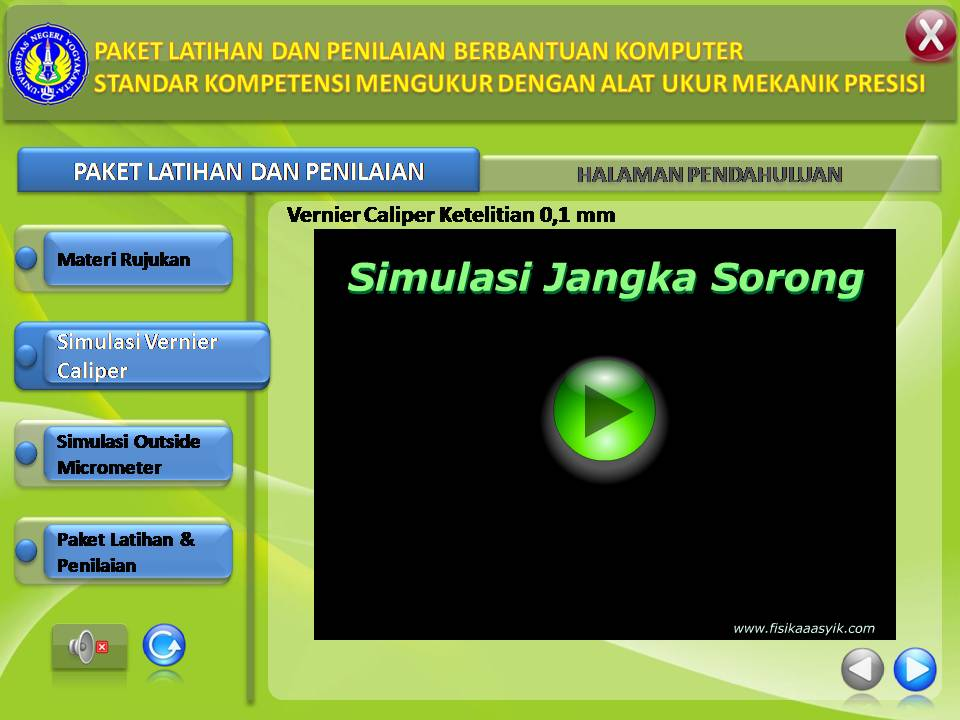 PAKET LATIHAN DAN PENILAIAN BERBANTUAN KOMPUTER
STANDAR KOMPETENSI MENGUKUR DENGAN ALAT UKUR MEKANIK PRESISI
UNIVERSITAS NEGERI YOGYAKARTA
PAKET LATIHAN DAN PENILAIAN
HALAMAN PENDAHULUAN
Vernier Caliper Ketelitian 0,1 mm
Materi Rujukan
Simulasi Vernier
Caliper
Simulasi Outside
Micrometer
Paket Latihan &
Penilaian
Simulasi Jangka Sorong
www.fisikaaasyik.com